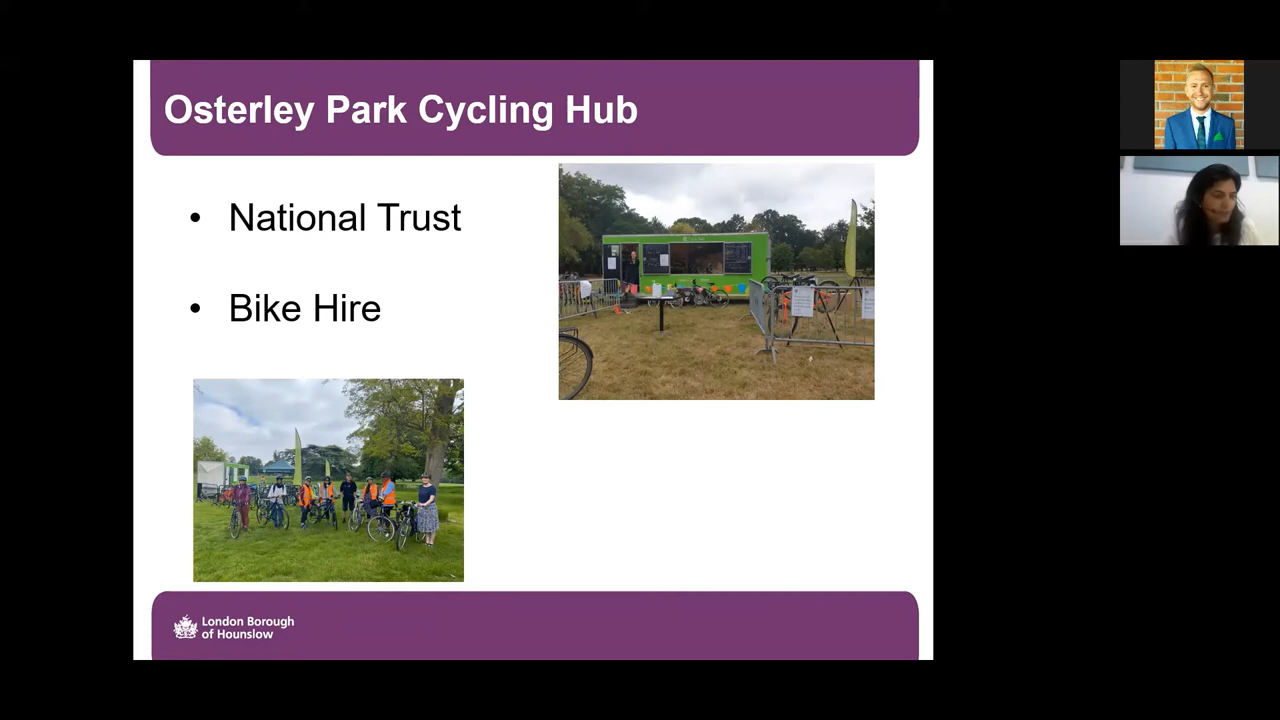 Osterley Park Cycling Hub
• National Trust
• Bike Hire
London Borough
of Hounslow